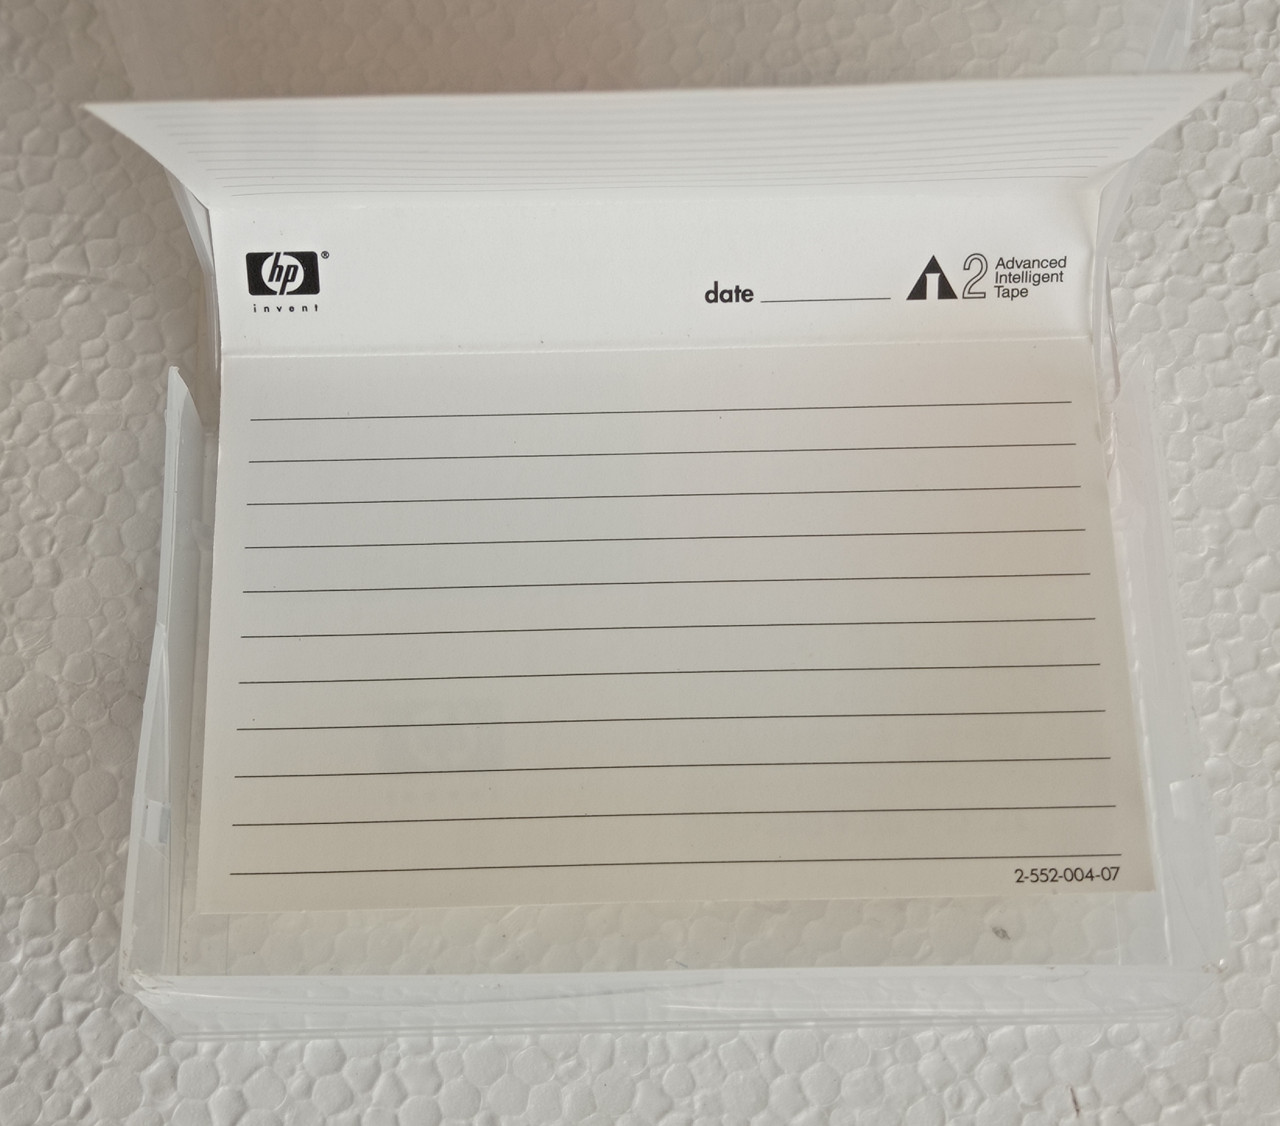 hp®
invent
date
2 Advanced
Intelligent
Tape
2-552-004-07